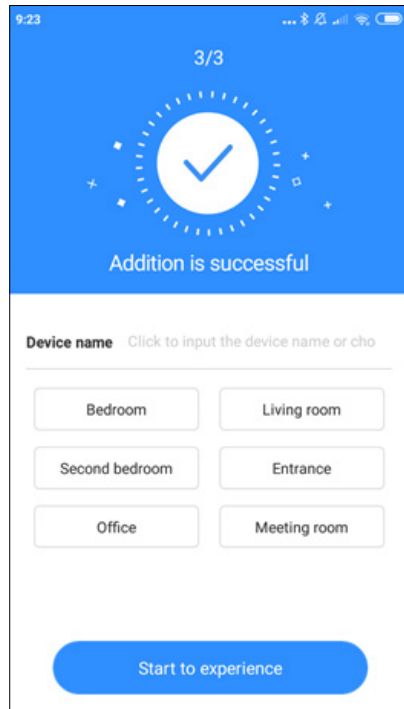 9:23
3/3
Addition is successful
Device name Click to input the device name or cho
Bedroom Living room
Second bedroom Entrance
Office Meeting room
Start to experience